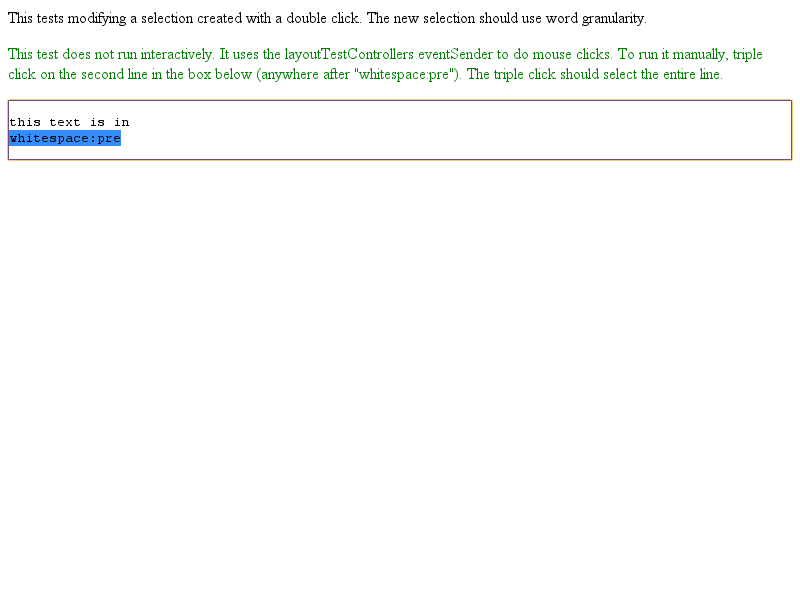 This tests modifying a selection created with a double click. The new selection should use word granularity.
This test does not run interactively. It uses the layoutTestControllers eventSender to do mouse clicks. To run it manually, triple
click on the second line in the box below (anywhere after "whitespace:pre"). The triple click should select the entire line.
this text is in
whitespace:pre